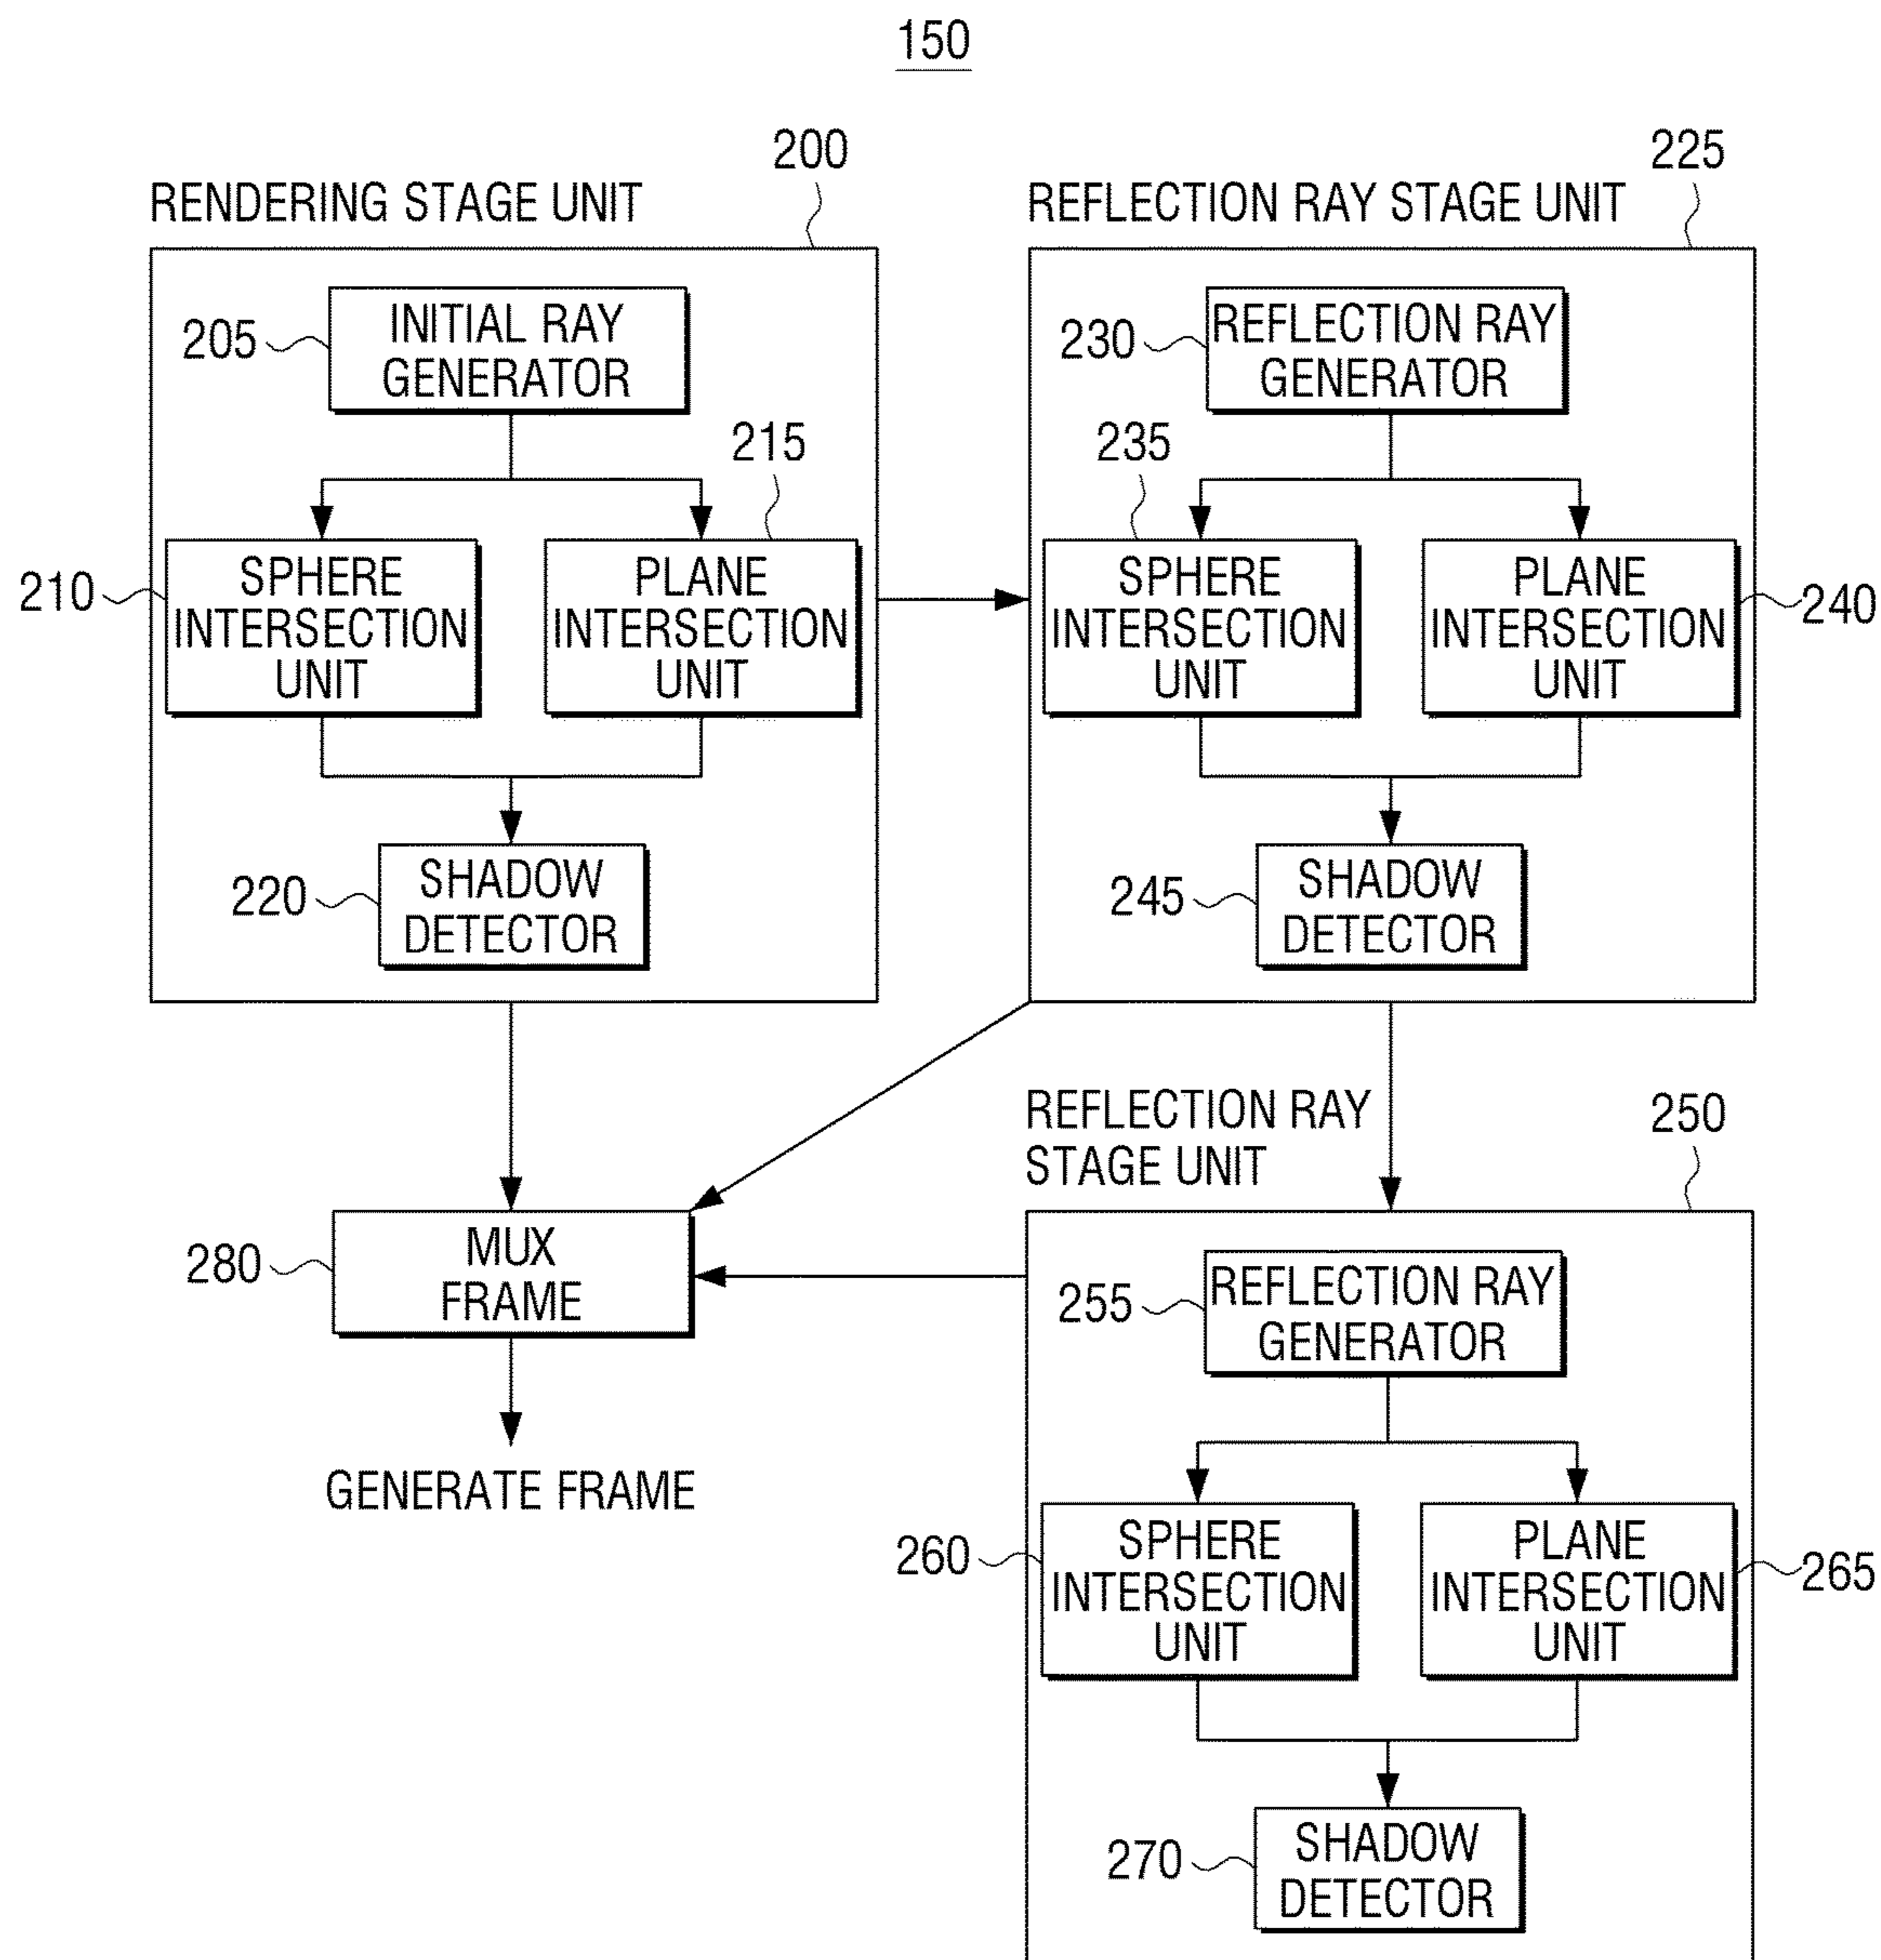 150
200
RENDERING STAGE UNIT
205
INITIAL RAY
GENERATOR
215
210
SPHERE
INTERSECTION
UNIT
PLANE
INTERSECTION
UNIT
220
SHADOW
DETECTOR
225
REFLECTION RAY STAGE UNIT
230
REFLECTION RAY
GENERATOR
235
SPHERE
INTERSECTION
UNIT
PLANE
INTERSECTION
UNIT
240
245
SHADOW
DETECTOR
REFLECTION RAY
STAGE UNIT
250
280
MUX
FRAME
GENERATE FRAME
255
REFLECTION RAY
GENERATOR
260
SPHERE
INTERSECTION
UNIT
PLANE
INTERSECTION
UNIT
265
270
SHADOW
DETECTOR